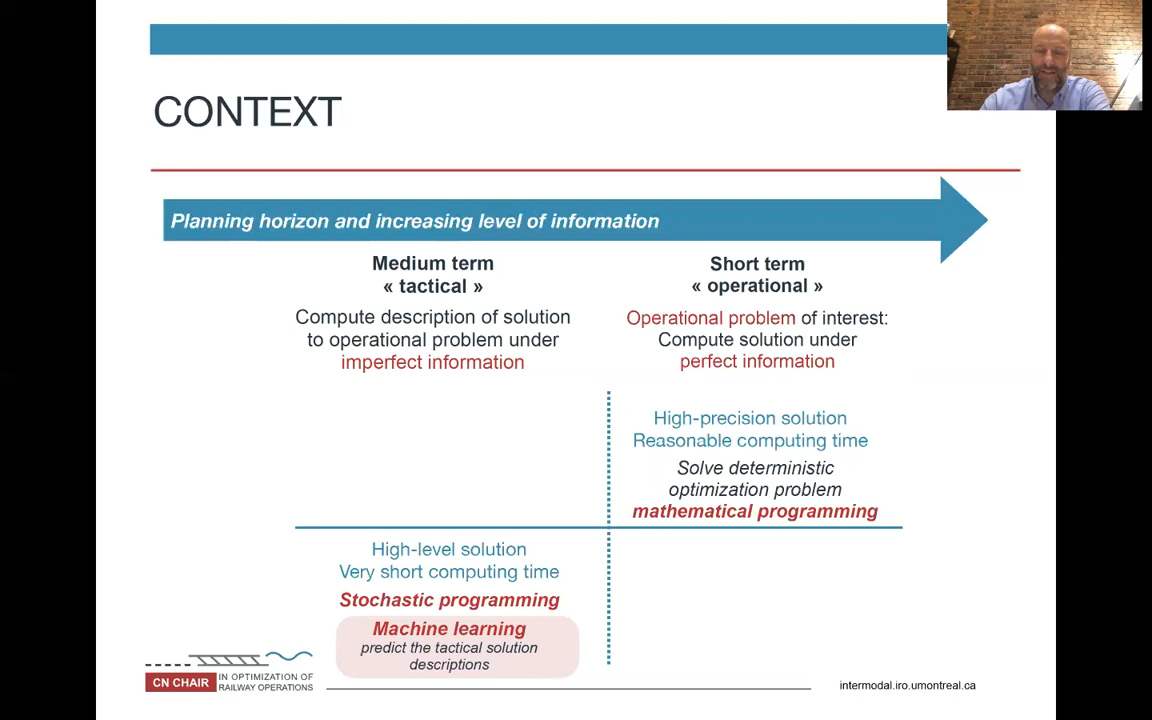 CONTEXT
Planning horizon and increasing level of information
Medium term
« tactical »
Compute description of solution
to operational problem under
imperfect information
Short term
« operational »
Operational problem of interest:
Compute solution under
perfect information
High-precision solution
Reasonable computing time
Solve deterministic
optimization problem
mathematical programming
High-level solution
Very short computing time
Stochastic programming
Machine learning
predict the tactical solution
descriptions
CN CHAIR
IN OPTIMIZATION OF
RAILWAY OPERATIONS
intermodal.iro.umontreal.ca